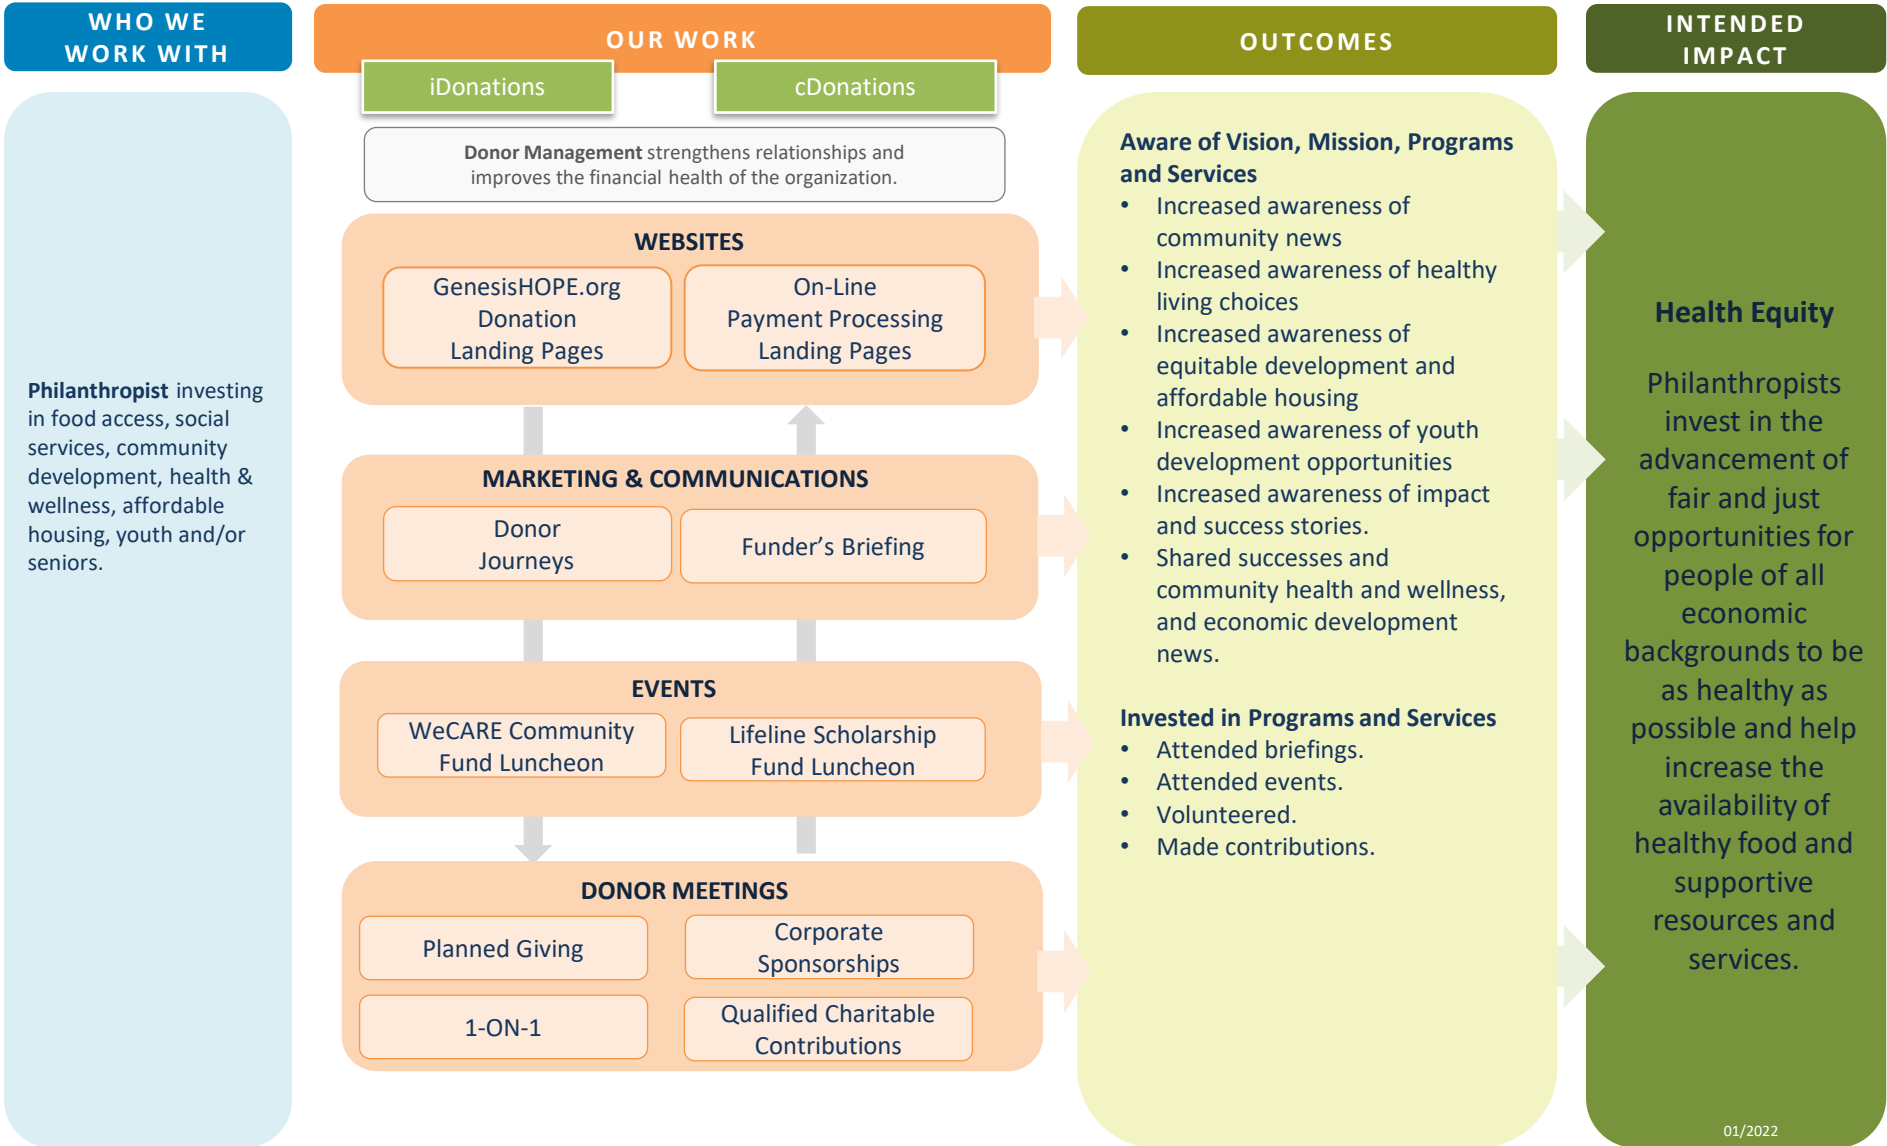 WHO WE
WORK WITH
Philanthropist investing
in food access, social
services, community
development, health &
wellness, affordable
housing, youth and/or
seniors.
OUR WORK
iDonations
cDonations
Donor Management strengthens relationships and
improves the financial health of the organization.
WEBSITES
GenesisHOPE.org
Donation
Landing Pages
On-Line
Payment Processing
Landing Pages
MARKETING & COMMUNICATIONS
Donor
Journeys
Funder’s Briefing
EVENTS
WeCARE Community
Fund Luncheon
Lifeline Scholarship
Fund Luncheon
DONOR MEETINGS
Planned Giving
Corporate
Sponsorships
1-ON-1
Qualified Charitable
Contributions
OUTCOMES
Aware of Vision, Mission, Programs
and Services
• Increased awareness of
community news
• Increased awareness of healthy
living choices
• Increased awareness of
equitable development and
affordable housing
• Increased awareness of youth
development opportunities
• Increased awareness of impact
and success stories.
• Shared successes and
community health and wellness,
and economic development
news.
Invested in Programs and Services
• Attended briefings.
• Attended events.
• Volunteered.
• Made contributions.
INTENDED
IMPACT
Health Equity
Philanthropists
invest in the
advancement of
fair and just
opportunities for
people of all
economic
backgrounds to be
as healthy as
possible and help
increase the
availability of
healthy food and
supportive
resources and
services.
01/2022